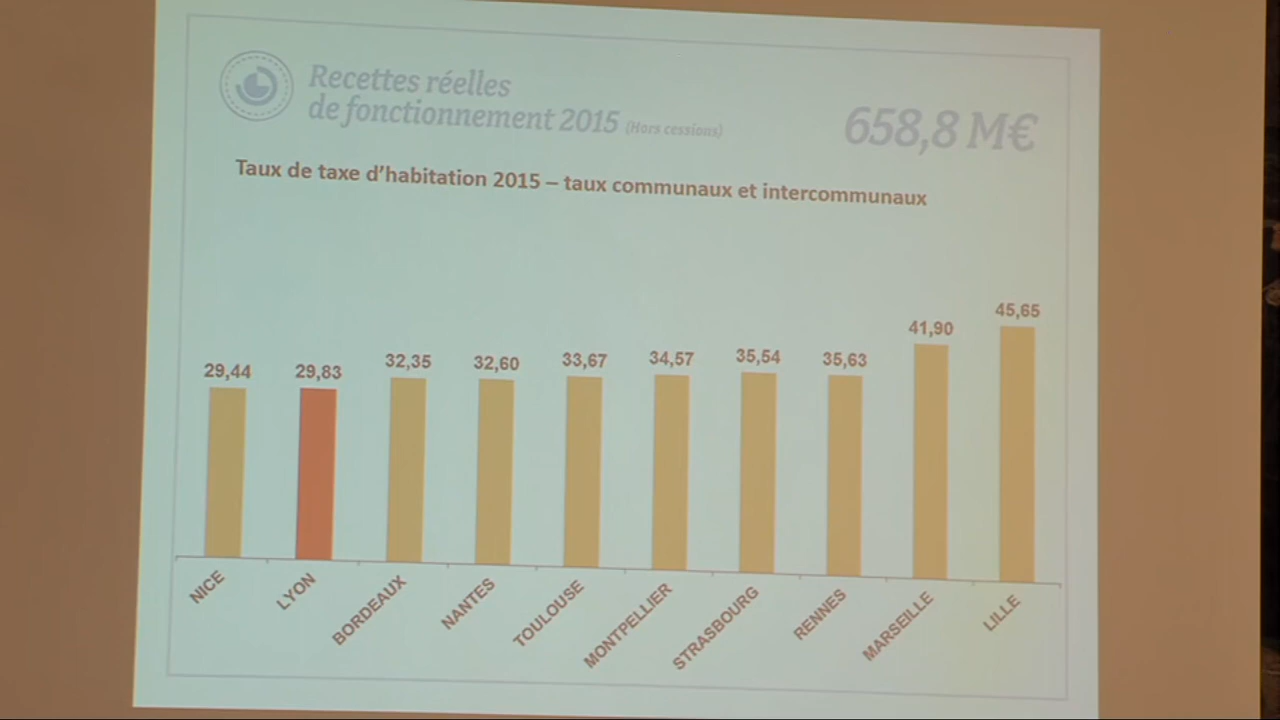 Recettes réelles
de fonctionnement 2015 (Hors cessions)
658,8 M€
Taux de taxe d'habitation 2015 – taux communaux et intercommunaux
29,44
29,83
32,35
32,60
33,67
34,57
35,54
35,63
41,90
45,65
NICE
LYON
BORDEAUX
NANTES
TOULOUSE
MONTPELLIER
STRASBOURG
RENNES
MARSEILLE
LILLE